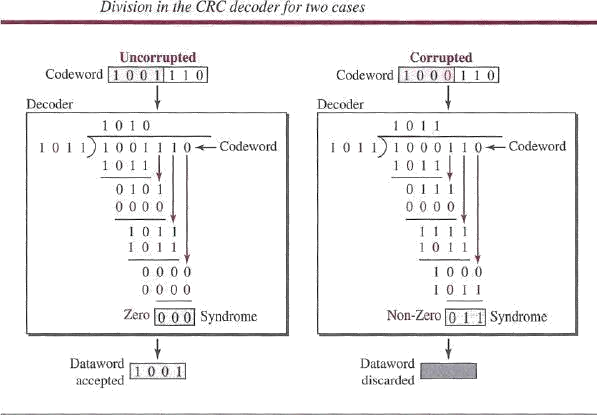 Division in the CRC decoder for two cases
Uncorrupted
Codeword 1 0 0 1 1 1 0
Decoder
1 0 1 0
1 0 1 1 ) 1 0 0 1 1 1 0 Codeword
1 0 1 1
0 1 0 1
0 0 0 0
1 0 1 1
1 0 1 1
0 0 0 0
0 0 0 0
Zero 0 0 0 Syndrome
Dataword
accepted 1 0 0 1
Corrupted
Codeword 1 0 0 0 1 1 0
Decoder
1 0 1 1
1 0 1 1 ) 1 0 0 0 1 1 0 Codeword
1 0 1 1
0 1 1 1
0 0 0 0
1 1 1 1
1 0 1 1
1 0 0 0
1 0 1 1
Non-Zero 0 1 1 Syndrome
Dataword
discarded